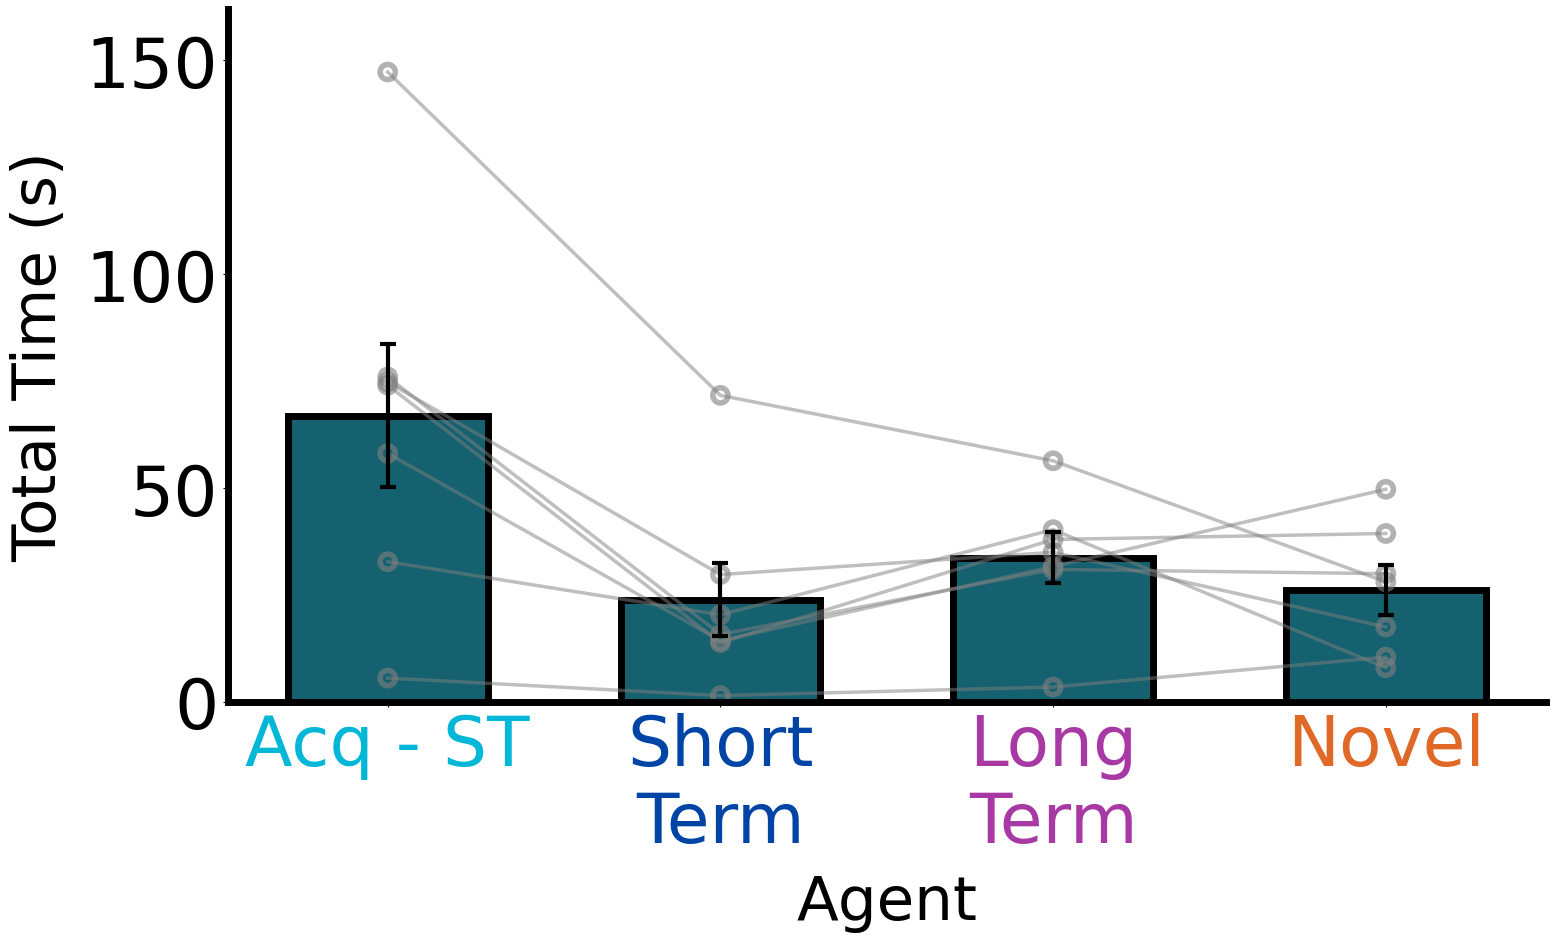 Total Time (s)
150
100
50
0
Acq - ST
Short
Term
Long
Term
Novel
Agent